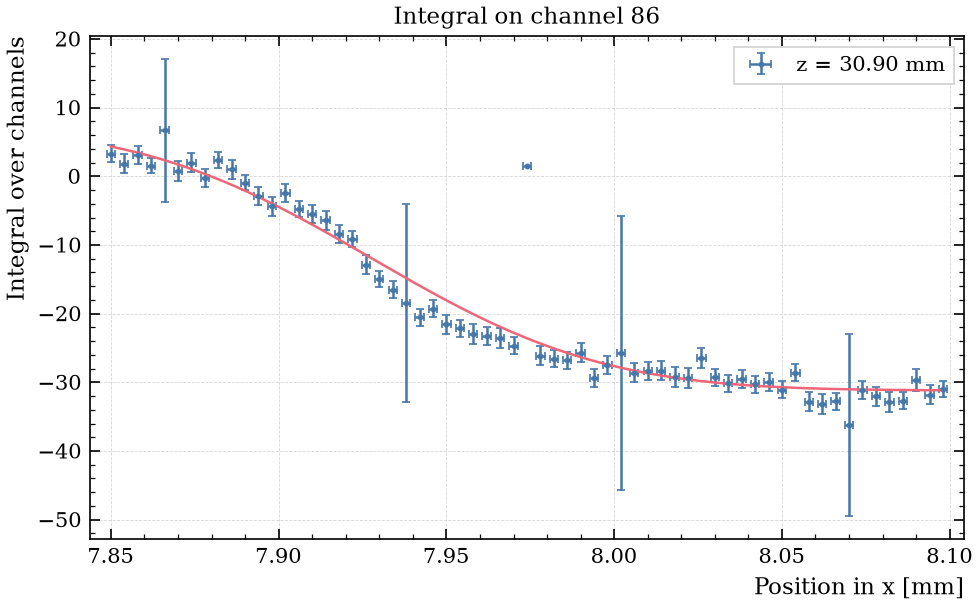 Integral on channel 86
Integral over channels
z = 30.90 mm
20
10
0
−10
−20
−30
−40
−50
7.85 7.90 7.95 8.00 8.05 8.10
Position in x [mm]